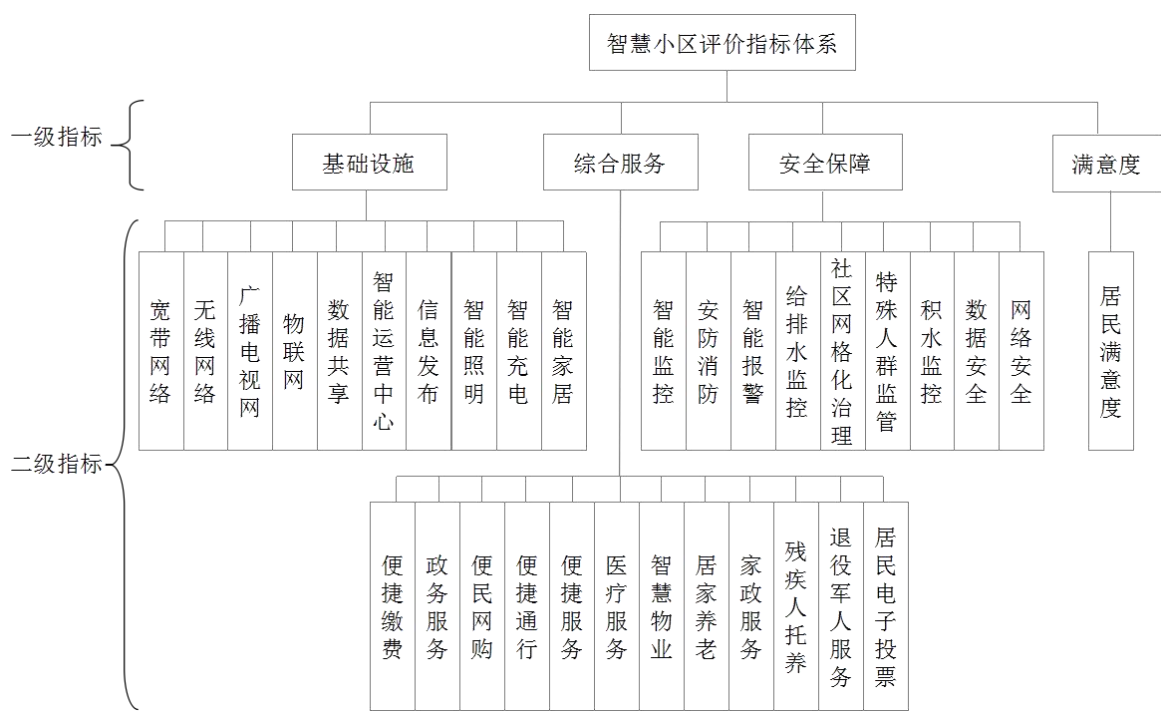 智慧小区评价指标体系
一级指标
基础设施
综合服务
安全保障
满意度
二级指标
宽带网络
无线网络
广播电视网
物联网
数据共享
智能运营中心
信息发布
智能照明
智能充电
智能家居
智能监控
安防消防
智能报警
给排水监控
社区网格化治理
特殊人群监管
积水监控
数据安全
网络安全
居民满意度
便捷缴费
政务服务
便民网购
便捷通行
便捷服务
医疗服务
智慧物业
居家养老
家政服务
残疾人托养
退役军人服务
居民电子投票